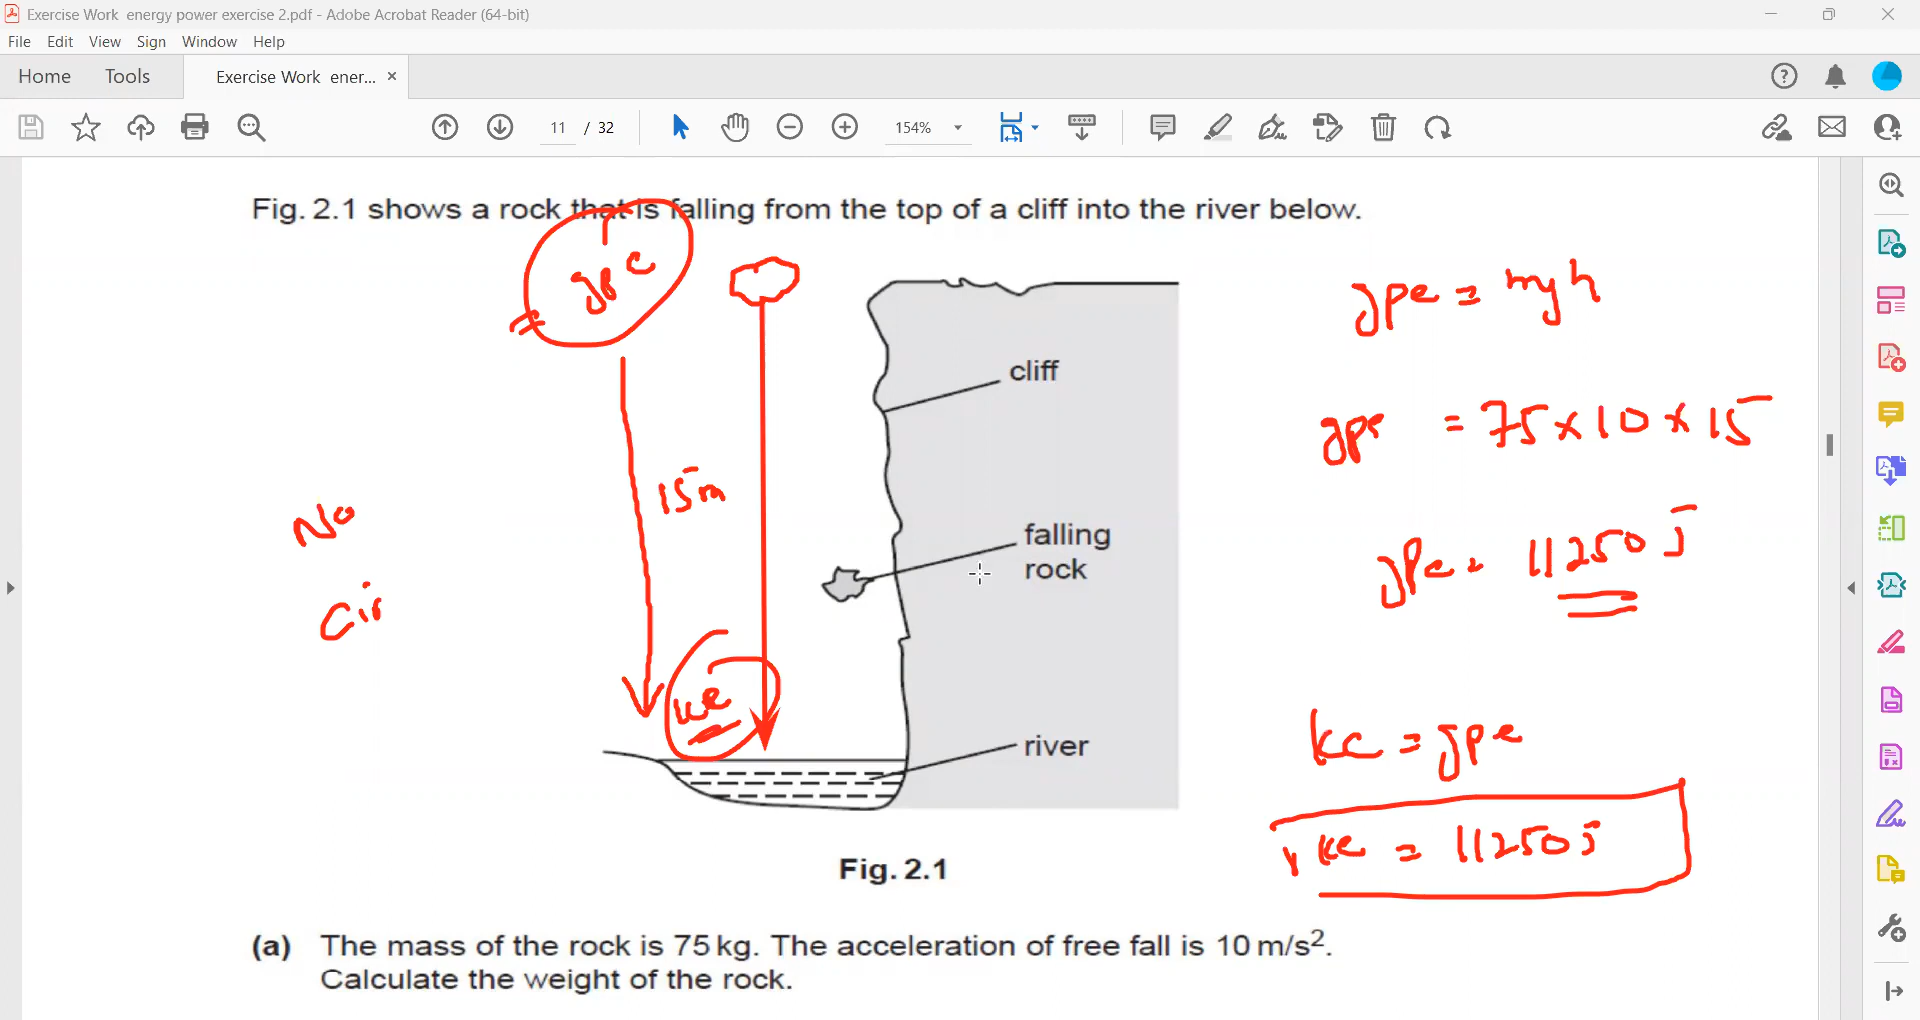 Exercise Work energy power exercise 2.pdf - Adobe Acrobat Reader (64-bit)
File Edit View Sign Window Help
Home Tools Exercise Work ener... ×
11 / 32 154%
Fig. 2.1 shows a rock that is falling from the top of a cliff into the river below.
gpe
gpe = mgh
cliff
gpe = 75 × 10 × 15
15m
No
air
falling
rock
gpe = 11250 J
ke
river
ke = gpe
ke = 11250 J
Fig. 2.1
(a) The mass of the rock is 75 kg. The acceleration of free fall is 10 m/s².
Calculate the weight of the rock.